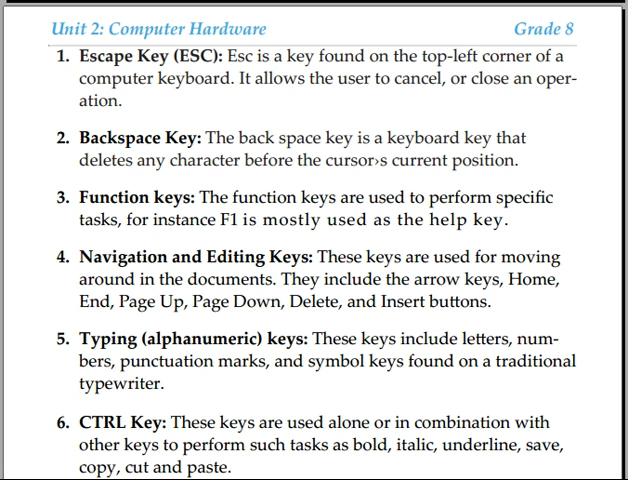 Unit 2: Computer Hardware Grade 8
1. Escape Key (ESC): Esc is a key found on the top-left corner of a
computer keyboard. It allows the user to cancel, or close an oper-
ation.
2. Backspace Key: The back space key is a keyboard key that
deletes any character before the cursor›s current position.
3. Function keys: The function keys are used to perform specific
tasks, for instance F1 is mostly used as the help key.
4. Navigation and Editing Keys: These keys are used for moving
around in the documents. They include the arrow keys, Home,
End, Page Up, Page Down, Delete, and Insert buttons.
5. Typing (alphanumeric) keys: These keys include letters, num-
bers, punctuation marks, and symbol keys found on a traditional
typewriter.
6. CTRL Key: These keys are used alone or in combination with
other keys to perform such tasks as bold, italic, underline, save,
copy, cut and paste.